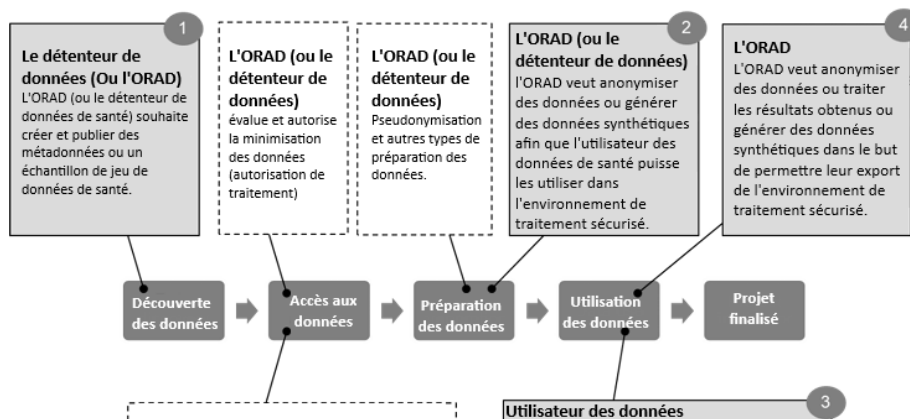 1
Le détenteur de
données (Ou l'ORAD)
L'ORAD (ou le détenteur de
données de santé) souhaite
créer et publier des
métadonnées ou un
échantillon de jeu de
données de santé.
L'ORAD (ou le
détenteur de
données)
évalue et autorise
la minimisation
des données
(autorisation de
traitement)
L'ORAD (ou le
détenteur de
données)
Pseudonymisation
et autres types de
préparation des
données.
2
L'ORAD (ou le
détenteur de données)
l'ORAD veut anonymiser
des données ou générer
des données synthétiques
afin que l'utilisateur des
données de santé puisse
les utiliser dans
l'environnement de
traitement sécurisé.
4
L'ORAD
L'ORAD veut anonymiser
des données ou traiter
les résultats obtenus ou
générer des données
synthétiques dans le but
de permettre leur export
de l'environnement de
traitement sécurisé.
Découverte
des données
Accès aux
données
Préparation
des données
Utilisation
des données
Projet
finalisé
Utilisateur des données
3